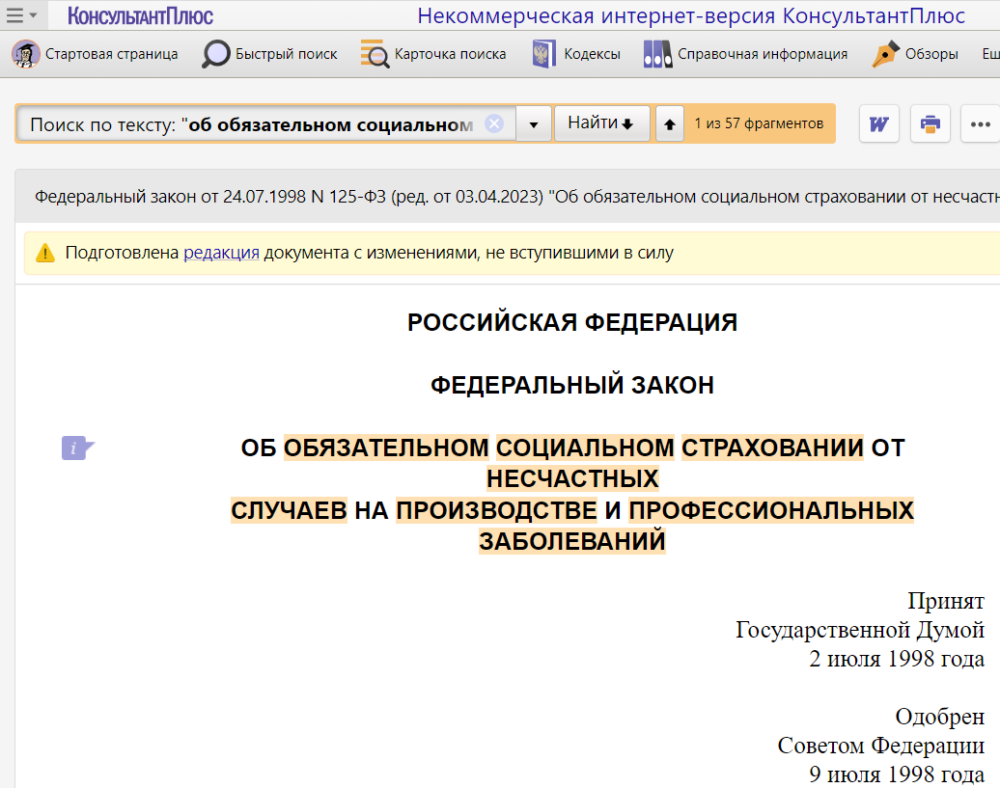 КонсультантПлюс
Некоммерческая интернет-версия КонсультантПлюс
Стартовая страница
Быстрый поиск
Карточка поиска
Кодексы
Справочная информация
Обзоры
Ещ
Поиск по тексту: "об обязательном социальном
Найти
1 из 57 фрагментов
Федеральный закон от 24.07.1998 N 125-ФЗ (ред. от 03.04.2023) "Об обязательном социальном страховании от несчастн
Подготовлена редакция документа с изменениями, не вступившими в силу
РОССИЙСКАЯ ФЕДЕРАЦИЯ
ФЕДЕРАЛЬНЫЙ ЗАКОН
ОБ ОБЯЗАТЕЛЬНОМ СОЦИАЛЬНОМ СТРАХОВАНИИ ОТ
НЕСЧАСТНЫХ
СЛУЧАЕВ НА ПРОИЗВОДСТВЕ И ПРОФЕССИОНАЛЬНЫХ
ЗАБОЛЕВАНИЙ
Принят
Государственной Думой
2 июля 1998 года
Одобрен
Советом Федерации
9 июля 1998 года